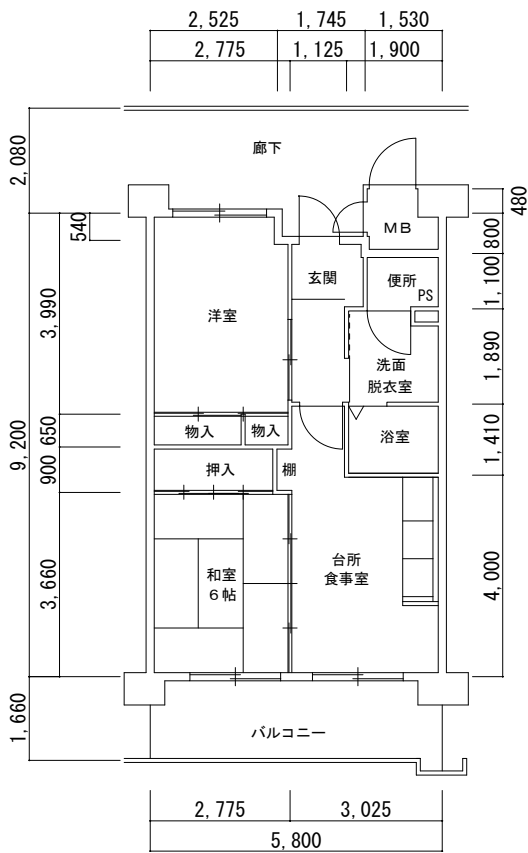 2,525 1,745 1,530
2,775 1,125 1,900
2,080
廊下
480
540
MB
800
玄関
便所
PS
1,100
3,990
洋室
洗面
脱衣室
1,890
9,200
650
物入
物入
浴室
1,410
900
押入
棚
和室
6帖
台所
食事室
3,660
4,000
1,660
バルコニー
2,775 3,025
5,800